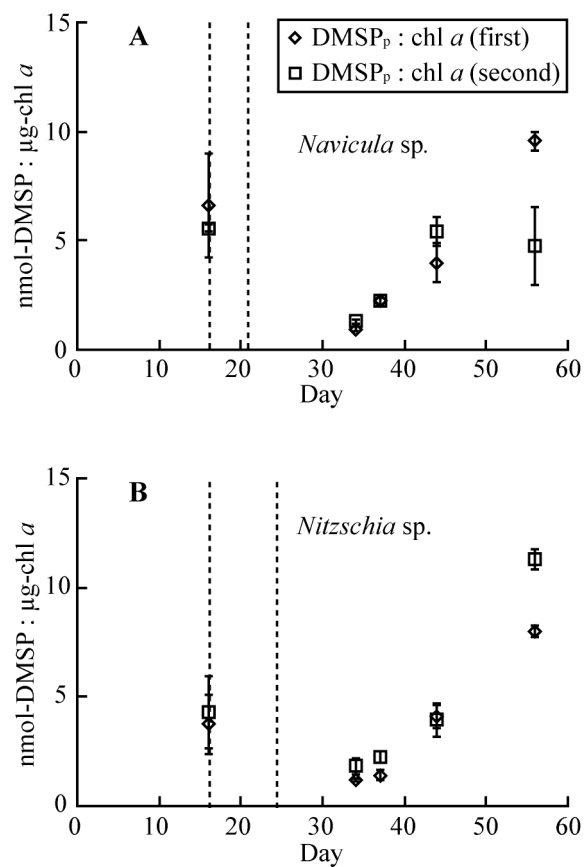 15
A
DMSPp : chl a (first)
DMSPp : chl a (second)
Navicula sp.
nmol-DMSP : μg-chl a
10
5
0
0 10 20 30 40 50 60
Day
15
B
Nitzschia sp.
nmol-DMSP : μg-chl a
10
5
0
0 10 20 30 40 50 60
Day